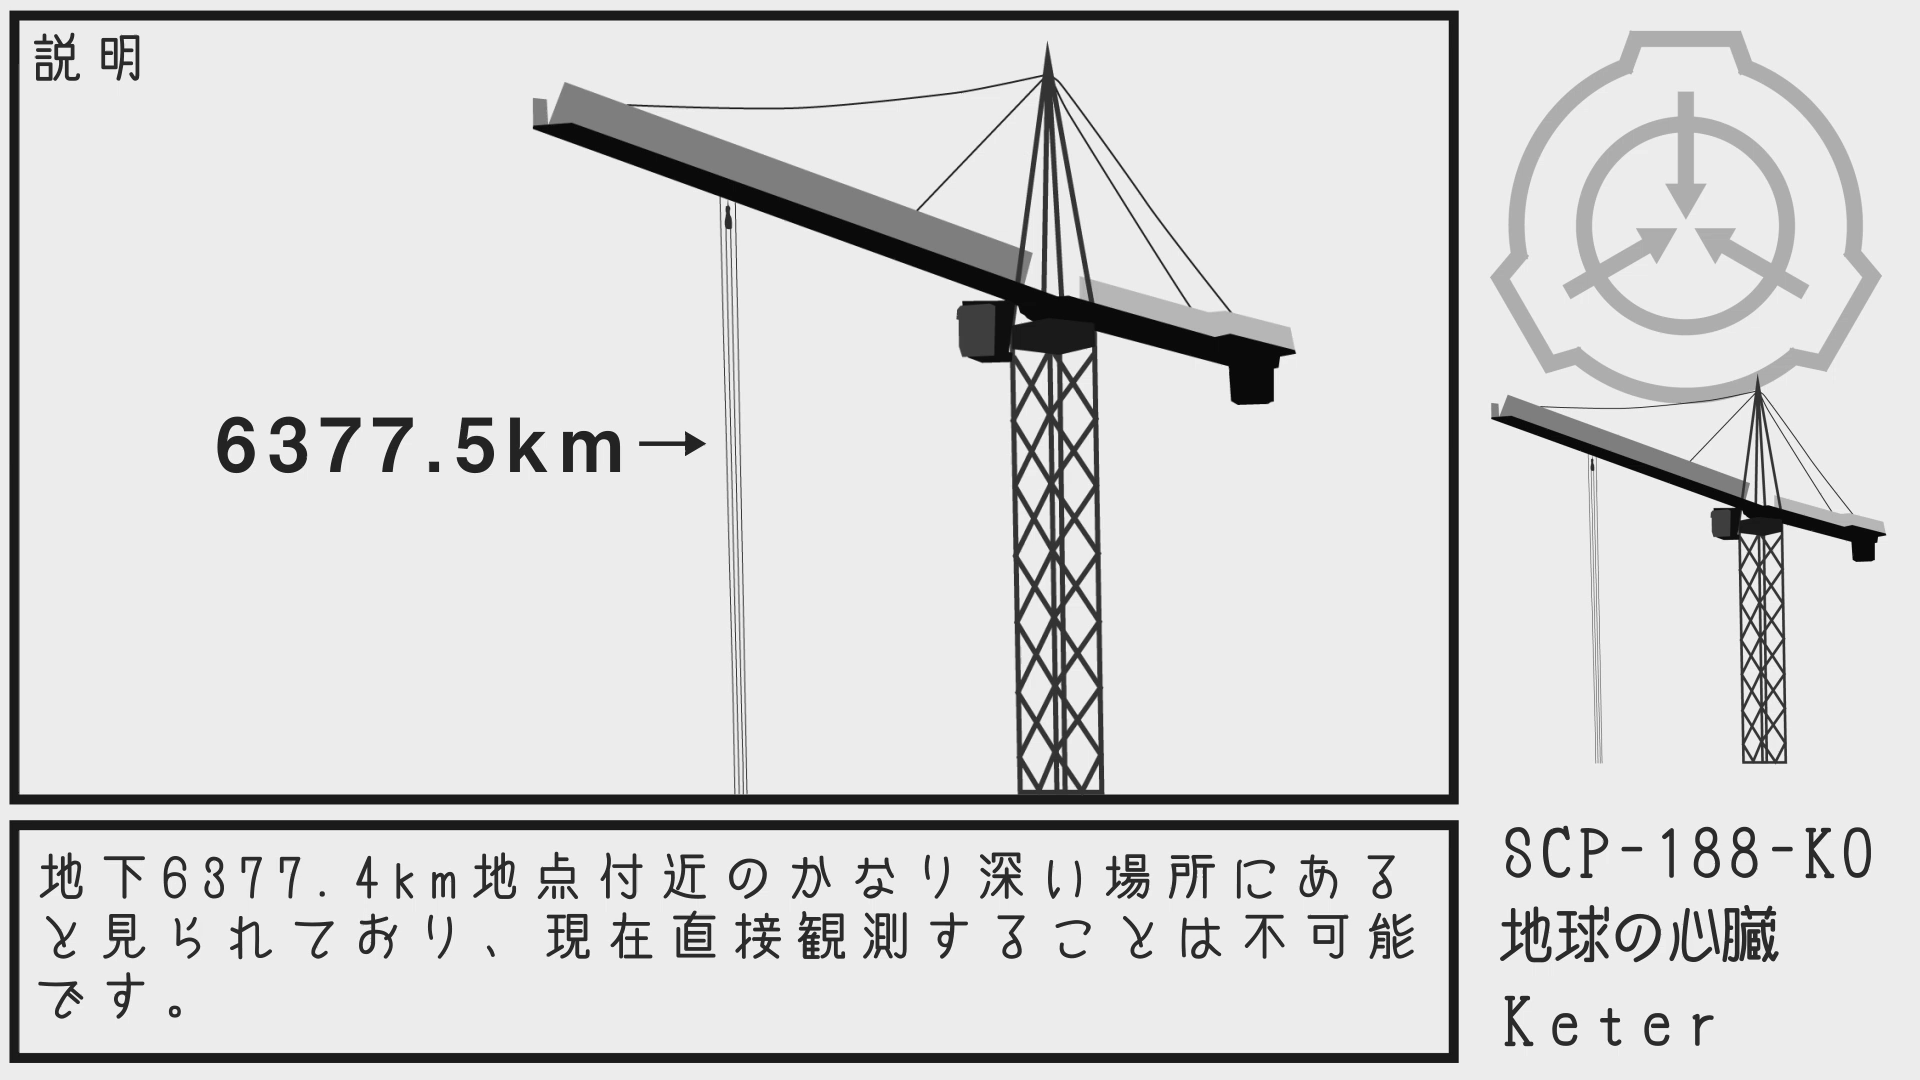 説明
6377.5km
地下6377.4km地点付近のかなり深い場所にある
と見られており、現在直接観測することは不可能
です。
SCP-188-KO
地球の心臓
Keter